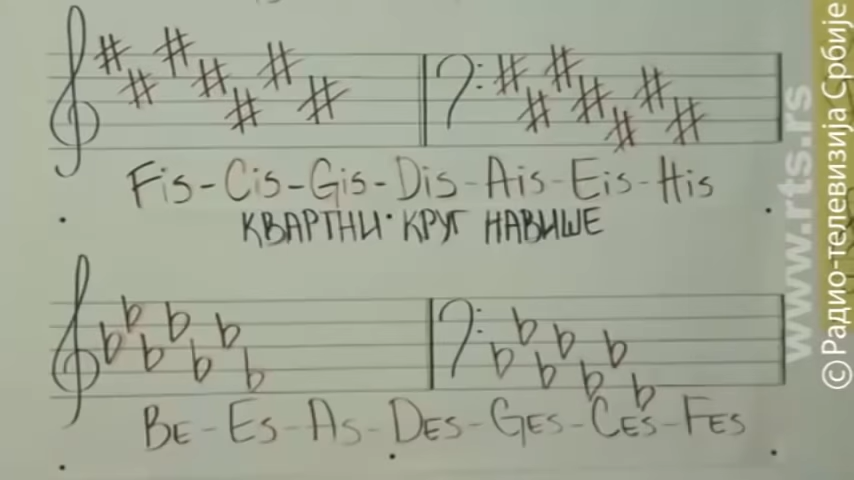 Fis-Cis-Gis-Dis-Ais-Eis-His
КВАРТНИ КРУГ НАВИШЕ
BE-ES-AS-DES-GES-CES-FES
www.rts.rs
© Радио-телевизија Србије